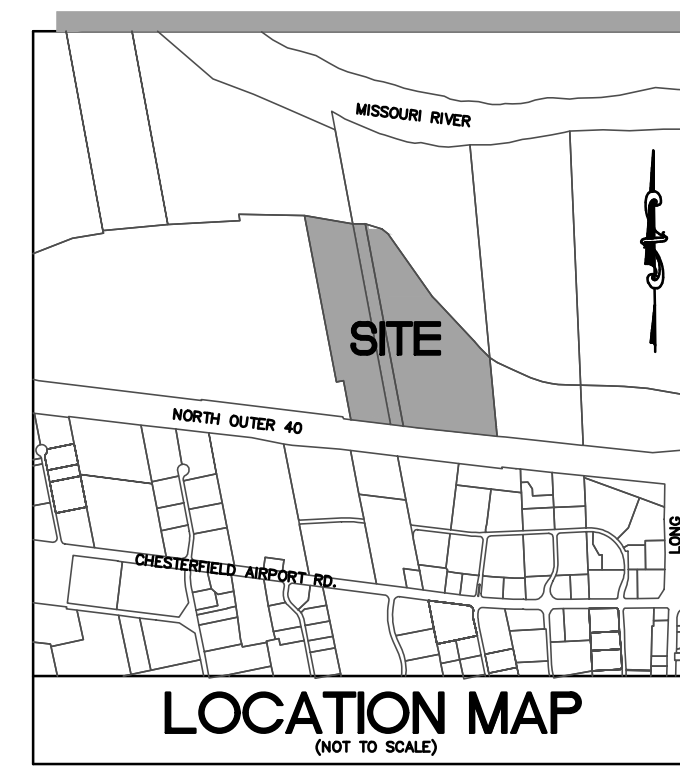 MISSOURI RIVER
SITE
NORTH OUTER 40
LONG
CHESTERFIELD AIRPORT RD.
LOCATION MAP
(NOT TO SCALE)